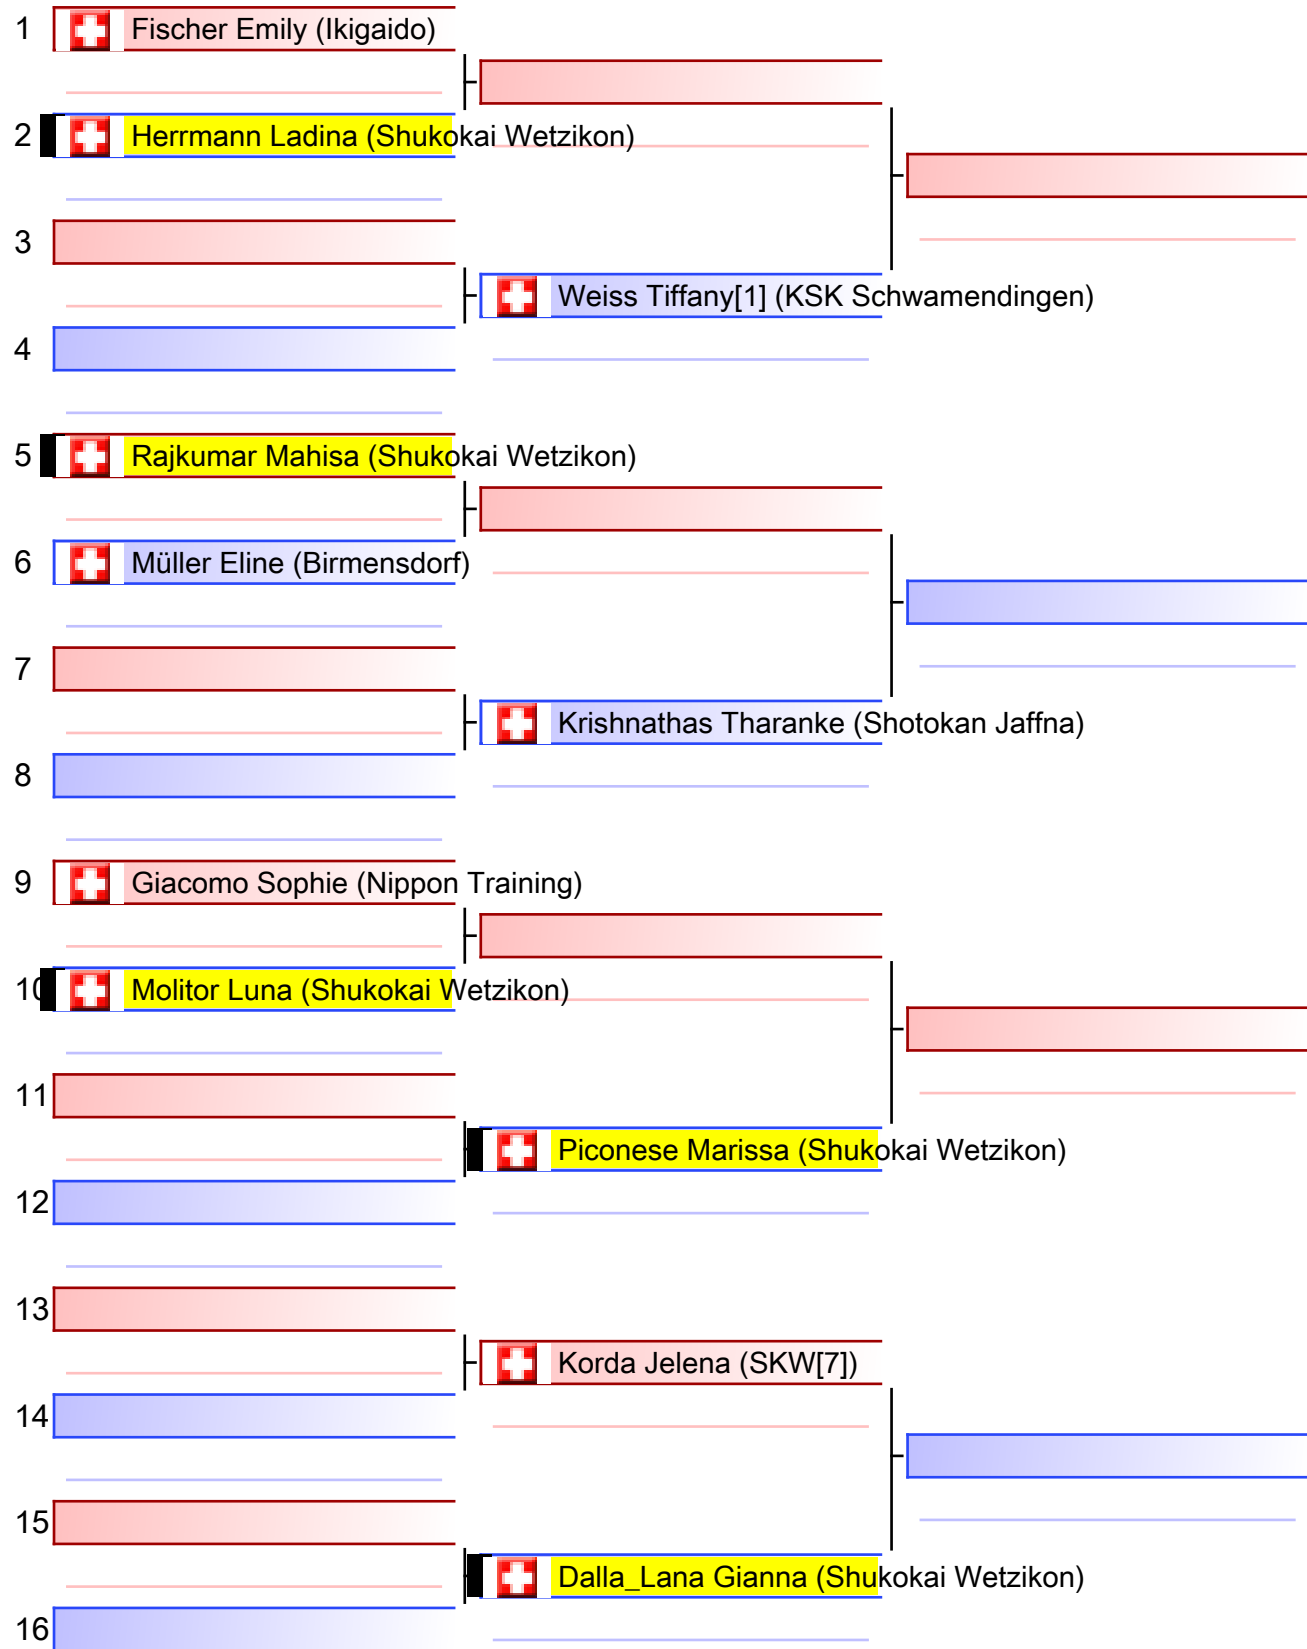 1 Fischer Emily (Ikigaido)
2 Herrmann Ladina (Shukokai Wetzikon)
3
Weiss Tiffany[1] (KSK Schwamendingen)
4
5 Rajkumar Mahisa (Shukokai Wetzikon)
6 Müller Eline (Birmensdorf)
7
Krishnathas Tharanke (Shotokan Jaffna)
8
9 Giacomo Sophie (Nippon Training)
10 Molitor Luna (Shukokai Wetzikon)
11
Piconese Marissa (Shukokai Wetzikon)
12
13
Korda Jelena (SKW[7])
14
15
Dalla_Lana Gianna (Shukokai Wetzikon)
16